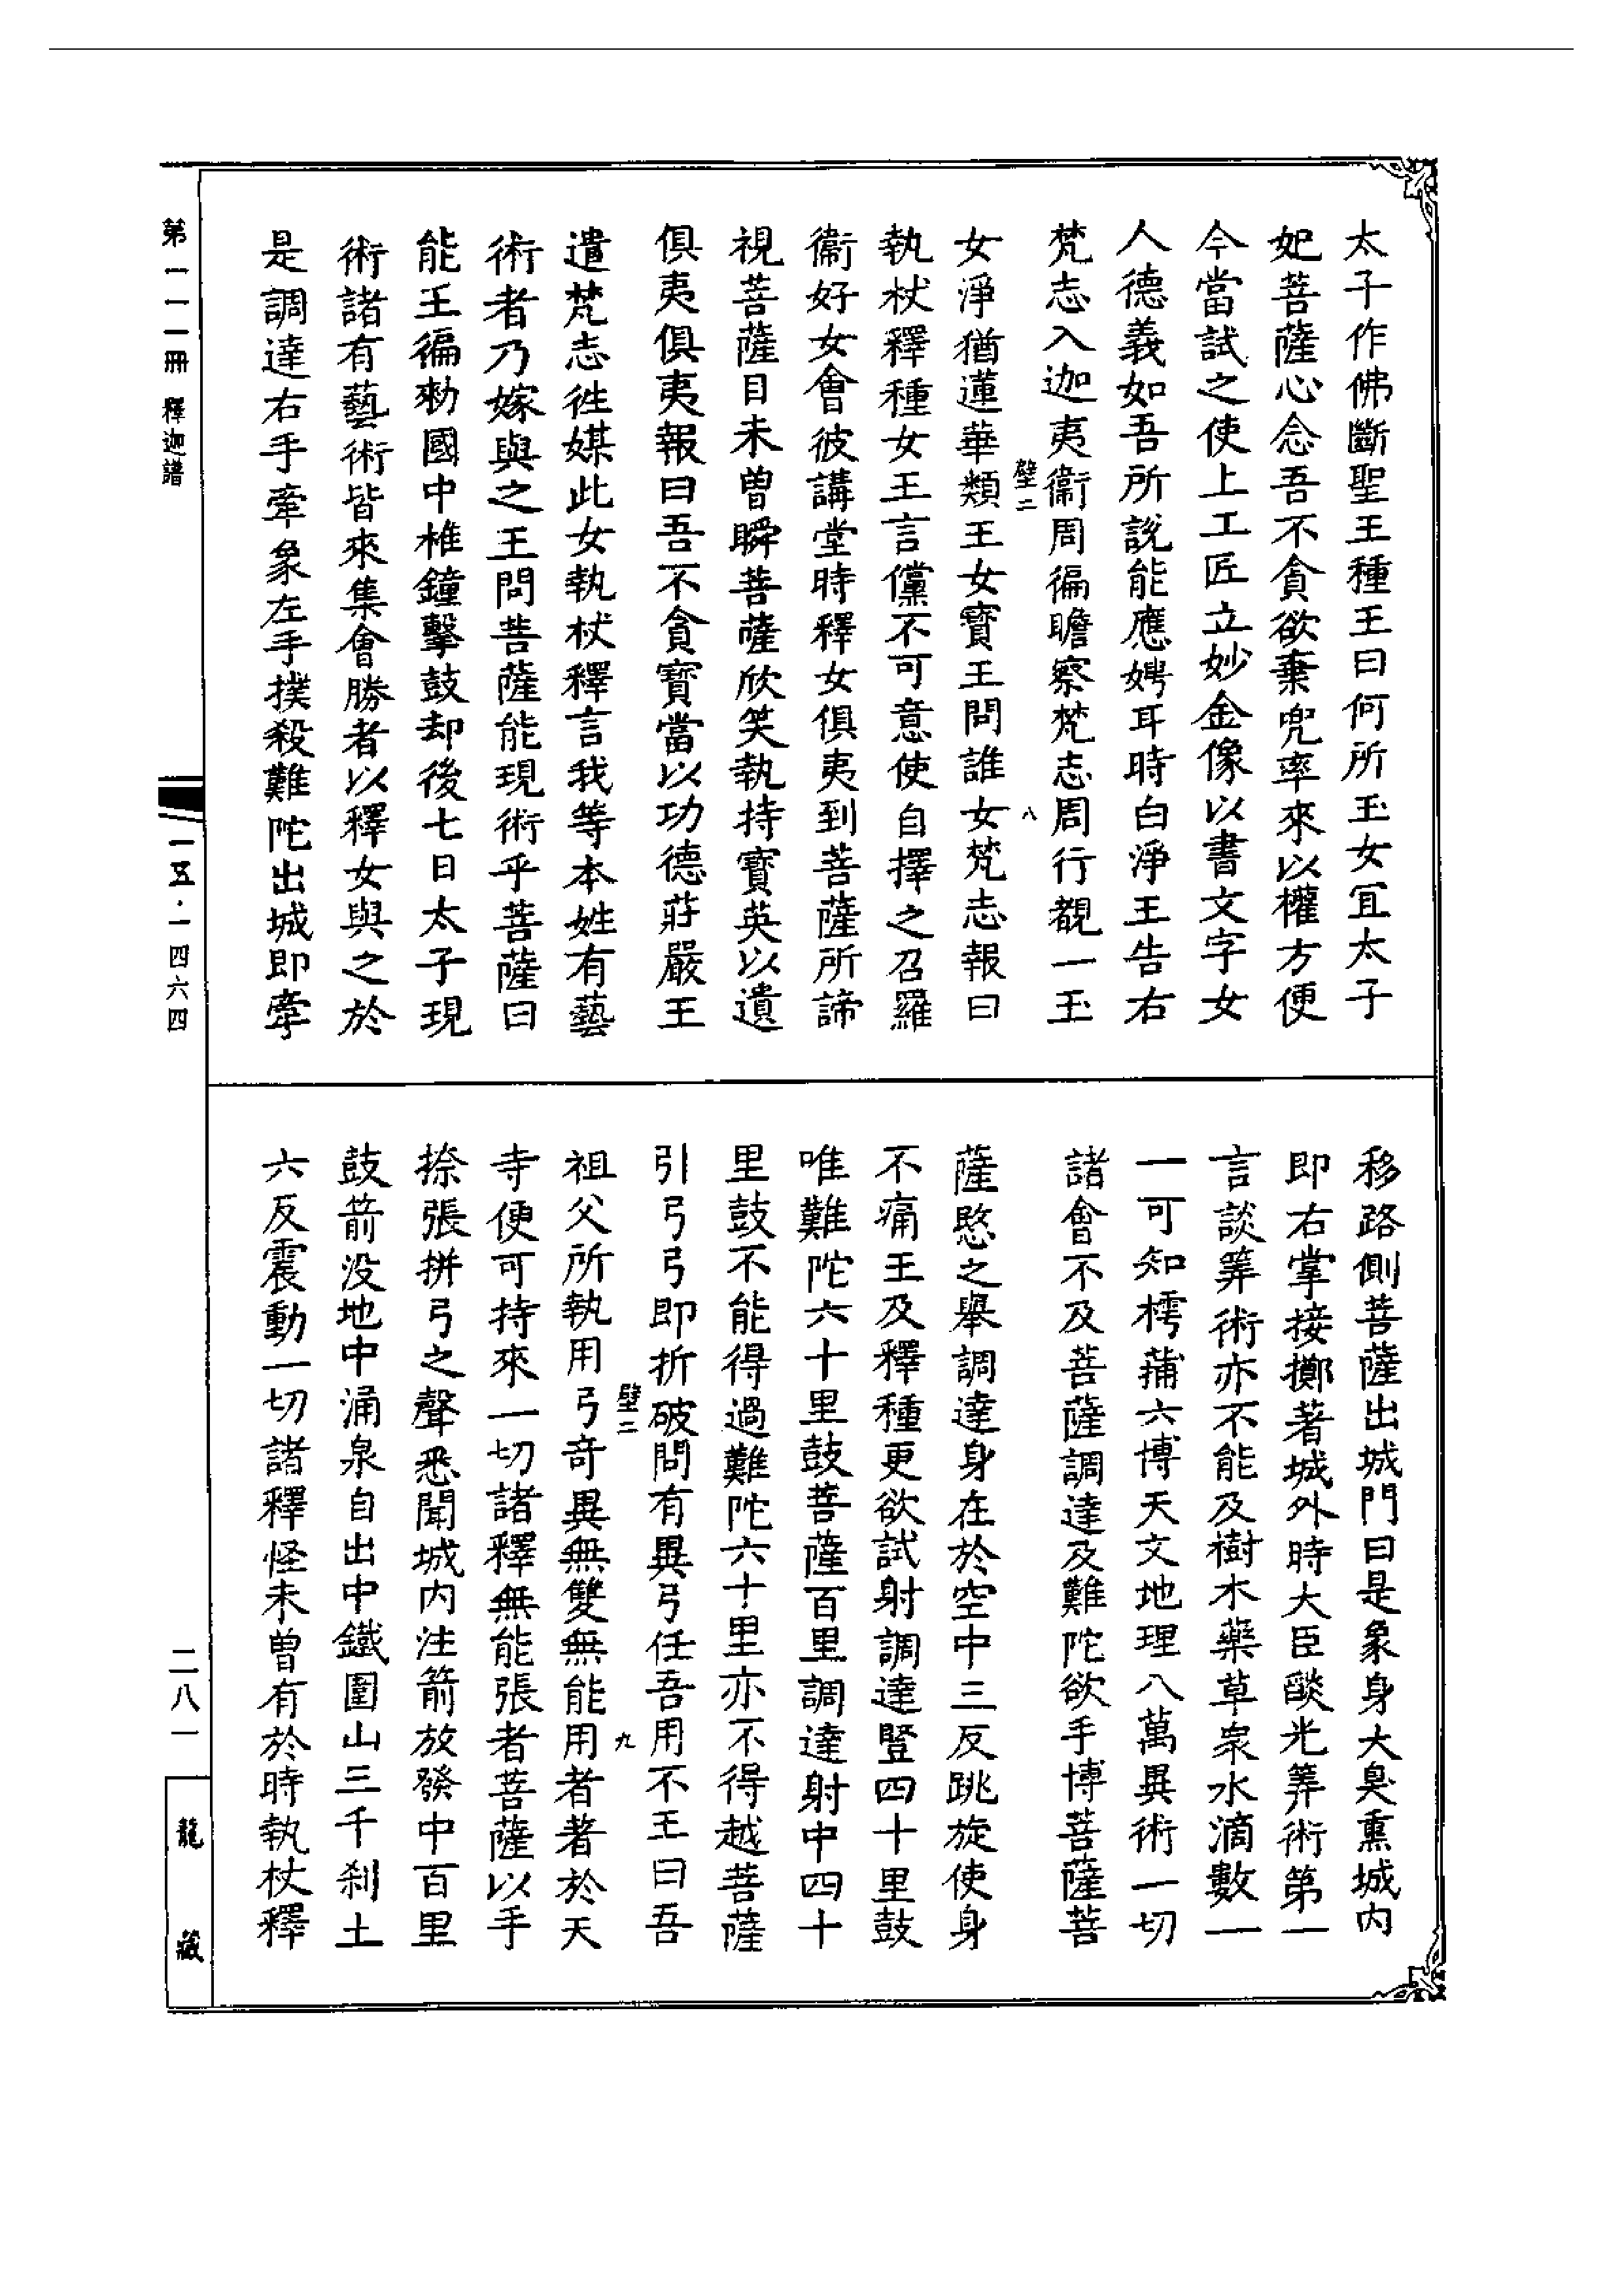 太子作佛斷聖王種王曰何所玉女宜太子
妃菩薩心念吾不貪欲棄兜率來以權方便
今當試之使上工匠立妙金像以書文字女
人德義如吾所說能應娉耳時白淨王告右
梵志入迦夷衞周徧瞻察梵志周行覩一玉
壁二
八
女淨猶蓮華類王女寳王問誰女梵志報曰
執杖釋種女王言儻不可意使自擇之召羅
衞好女會彼講堂時釋女俱夷到菩薩所諦
視菩薩目未曾瞬菩薩欣笑執持寳英以遺
俱夷俱夷報曰吾不貪寳當以功德莊嚴王
遣梵志徃媒此女執杖釋言我等本姓有藝
術者乃嫁與之王問菩薩能現術乎菩薩曰
能王徧勑國中椎鐘擊鼓却後七日太子現
術諸有藝術皆來集會勝者以釋女與之於
是調達右手牽象左手撲殺難陀出城即牽
移路側菩薩出城門曰是象身大臭熏城内
即右掌接擲著城外時大臣燄光筭術第一
言談筭術亦不能及樹木藥草衆水滴數一
一可知樗蒱六博天文地理八萬異術一切
諸會不及菩薩調達及難陀欲手博菩薩菩
薩愍之舉調達身在於空中三反跳旋使身
不痛王及釋種更欲試射調達豎四十里鼓
唯難陀六十里鼓菩薩百里調達射中四十
里鼓不能得過難陀六十里亦不得越菩薩
引弓弓即折破問有異弓任吾用不王曰吾
壁二
九
祖父所執用弓奇異無雙無能用者著於天
寺便可持來一切諸釋無能張者菩薩以手
捺張拼弓之聲悉聞城内注箭放發中百里
鼓箭没地中涌泉自出中鐵圍山三千刹土
六反震動一切諸釋怪未曾有於時執杖釋
第一一一冊 釋迦譜
一五·一四六四
二八一
龍藏